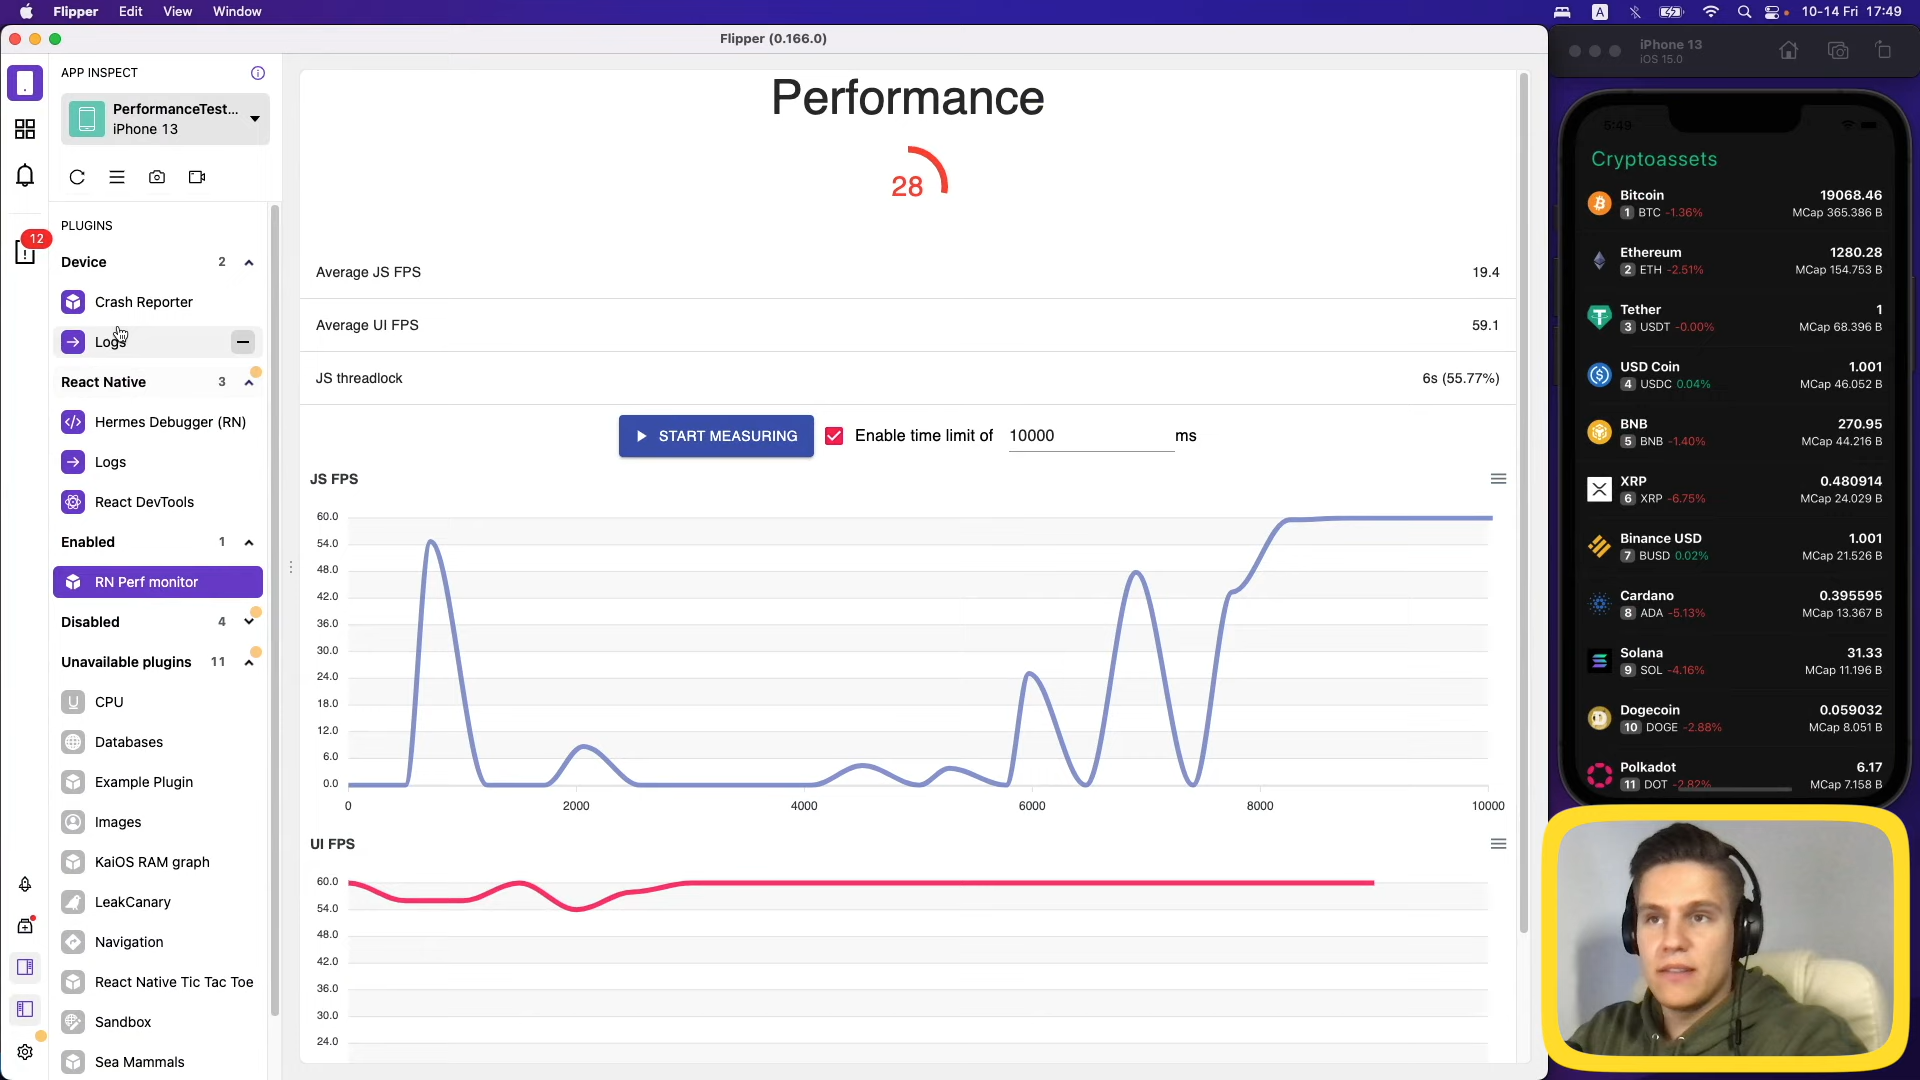 Flipper Edit View Window
A 10-14 Fri 17:49
Flipper (0.166.0)
APP INSPECT
PerformanceTest...
iPhone 13
12
PLUGINS
Device 2
Crash Reporter
Logs
React Native 3
Hermes Debugger (RN)
Logs
React DevTools
Enabled 1
RN Perf monitor
Disabled 4
Unavailable plugins 11
U CPU
Databases
Example Plugin
Images
KaiOS RAM graph
LeakCanary
Navigation
React Native Tic Tac Toe
Sandbox
Sea Mammals
Performance
28
Average JS FPS 19.4
Average UI FPS 59.1
JS threadlock 6s (55.77%)
START MEASURING Enable time limit of 10000 ms
JS FPS
60.0
54.0
48.0
42.0
36.0
30.0
24.0
18.0
12.0
6.0
0.0
0 2000 4000 6000 8000 10000
UI FPS
60.0
54.0
48.0
42.0
36.0
30.0
24.0
iPhone 13
iOS 15.0
5:49
Cryptoassets
Bitcoin 19068.46
1 BTC -1.36% MCap 365.386 B
Ethereum 1280.28
2 ETH -2.51% MCap 154.753 B
Tether 1
3 USDT -0.00% MCap 68.396 B
USD Coin 1.001
4 USDC 0.04% MCap 46.052 B
BNB 270.95
5 BNB -1.40% MCap 44.216 B
XRP 0.480914
6 XRP -6.75% MCap 24.029 B
Binance USD 1.001
7 BUSD 0.02% MCap 21.526 B
Cardano 0.395595
8 ADA -5.13% MCap 13.367 B
Solana 31.33
9 SOL -4.16% MCap 11.196 B
Dogecoin 0.059032
10 DOGE -2.88% MCap 8.051 B
Polkadot 6.17
11 DOT -2.82% MCap 7.158 B